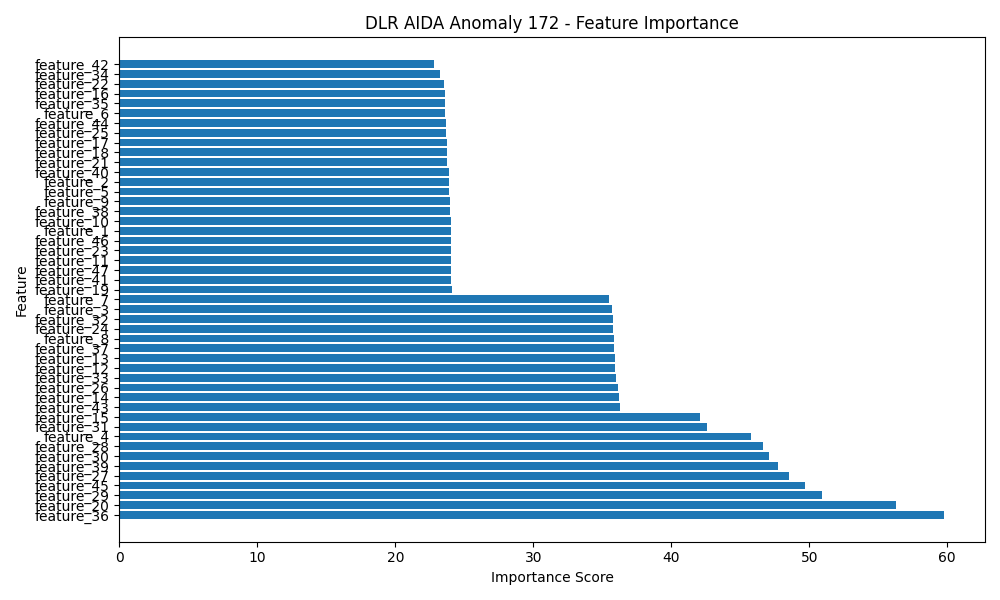 DLR AIDA Anomaly 172 - Feature Importance
feature_42
feature_34
feature_22
feature_16
feature_35
feature_6
feature_44
feature_25
feature_17
feature_18
feature_21
feature_40
feature_2
feature_5
feature_9
feature_38
feature_10
feature_1
feature_46
feature_23
feature_11
feature_47
feature_41
feature_19
feature_7
feature_3
feature_32
feature_24
feature_8
feature_37
feature_13
feature_12
feature_33
feature_26
feature_14
feature_43
feature_15
feature_31
feature_4
feature_28
feature_30
feature_39
feature_27
feature_45
feature_29
feature_20
feature_36
Feature
0 10 20 30 40 50 60
Importance Score